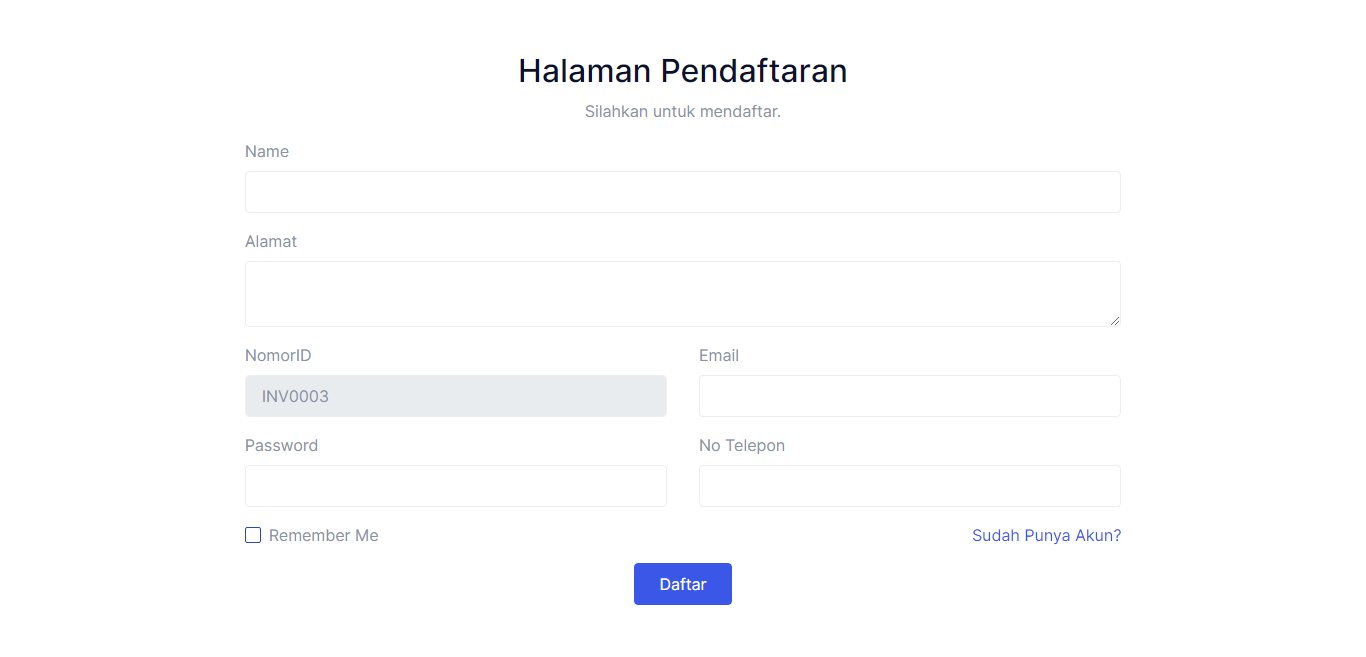 Halaman Pendaftaran
Silahkan untuk mendaftar.
Name
Alamat
NomorID Email
INV0003
Password No Telepon
Remember Me Sudah Punya Akun?
Daftar